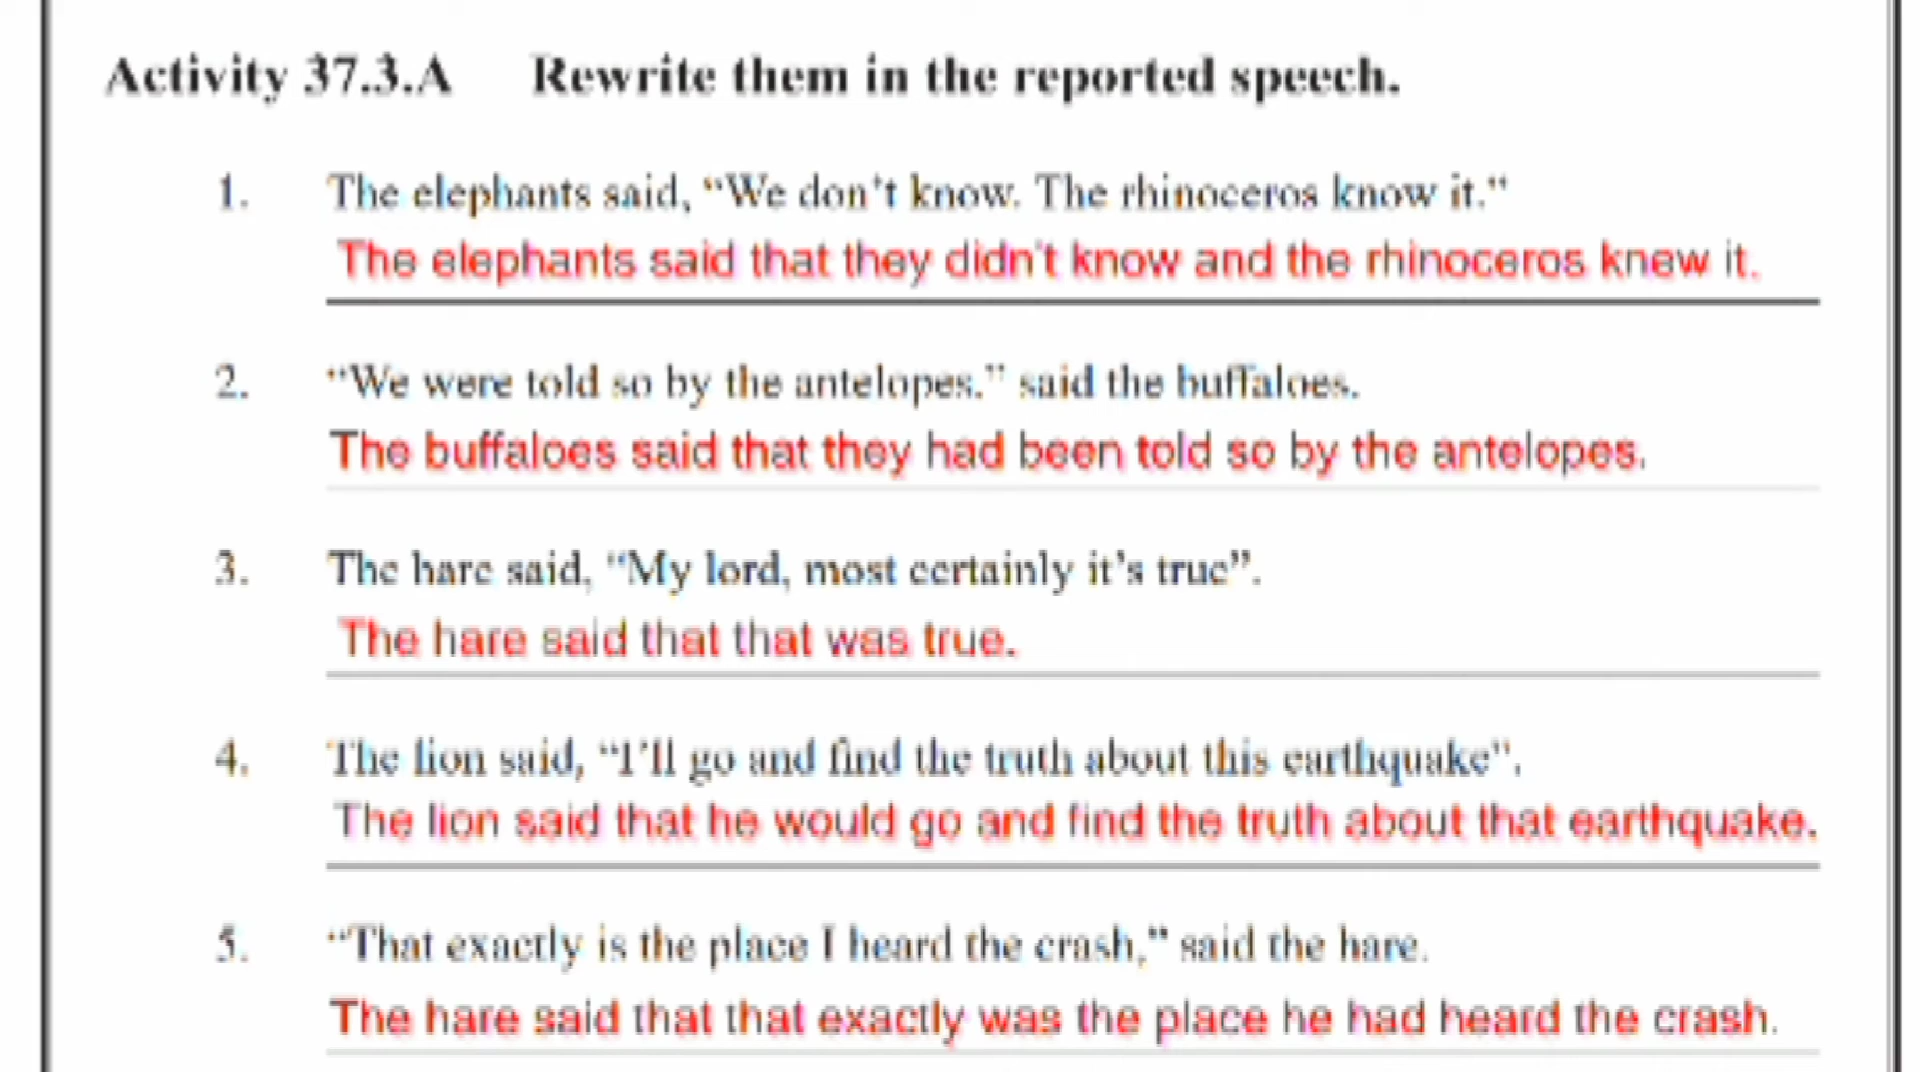 Activity 37.3.A Rewrite them in the reported speech.
1. The elephants said, “We don't know. The rhinoceros know it.“
The elephants said that they didn't know and the rhinoceros knew it.
2. “We were told so by the antelopes.” said the buffaloes.
The buffaloes said that they had been told so by the antelopes.
3. The hare said, “My lord, most certainly it’s true”.
The hare said that that was true.
4. The lion said, “I’ll go and find the truth about this earthquake”.
The lion said that he would go and find the truth about that earthquake.
5. “That exactly is the place I heard the crash,” said the hare.
The hare said that that exactly was the place he had heard the crash.